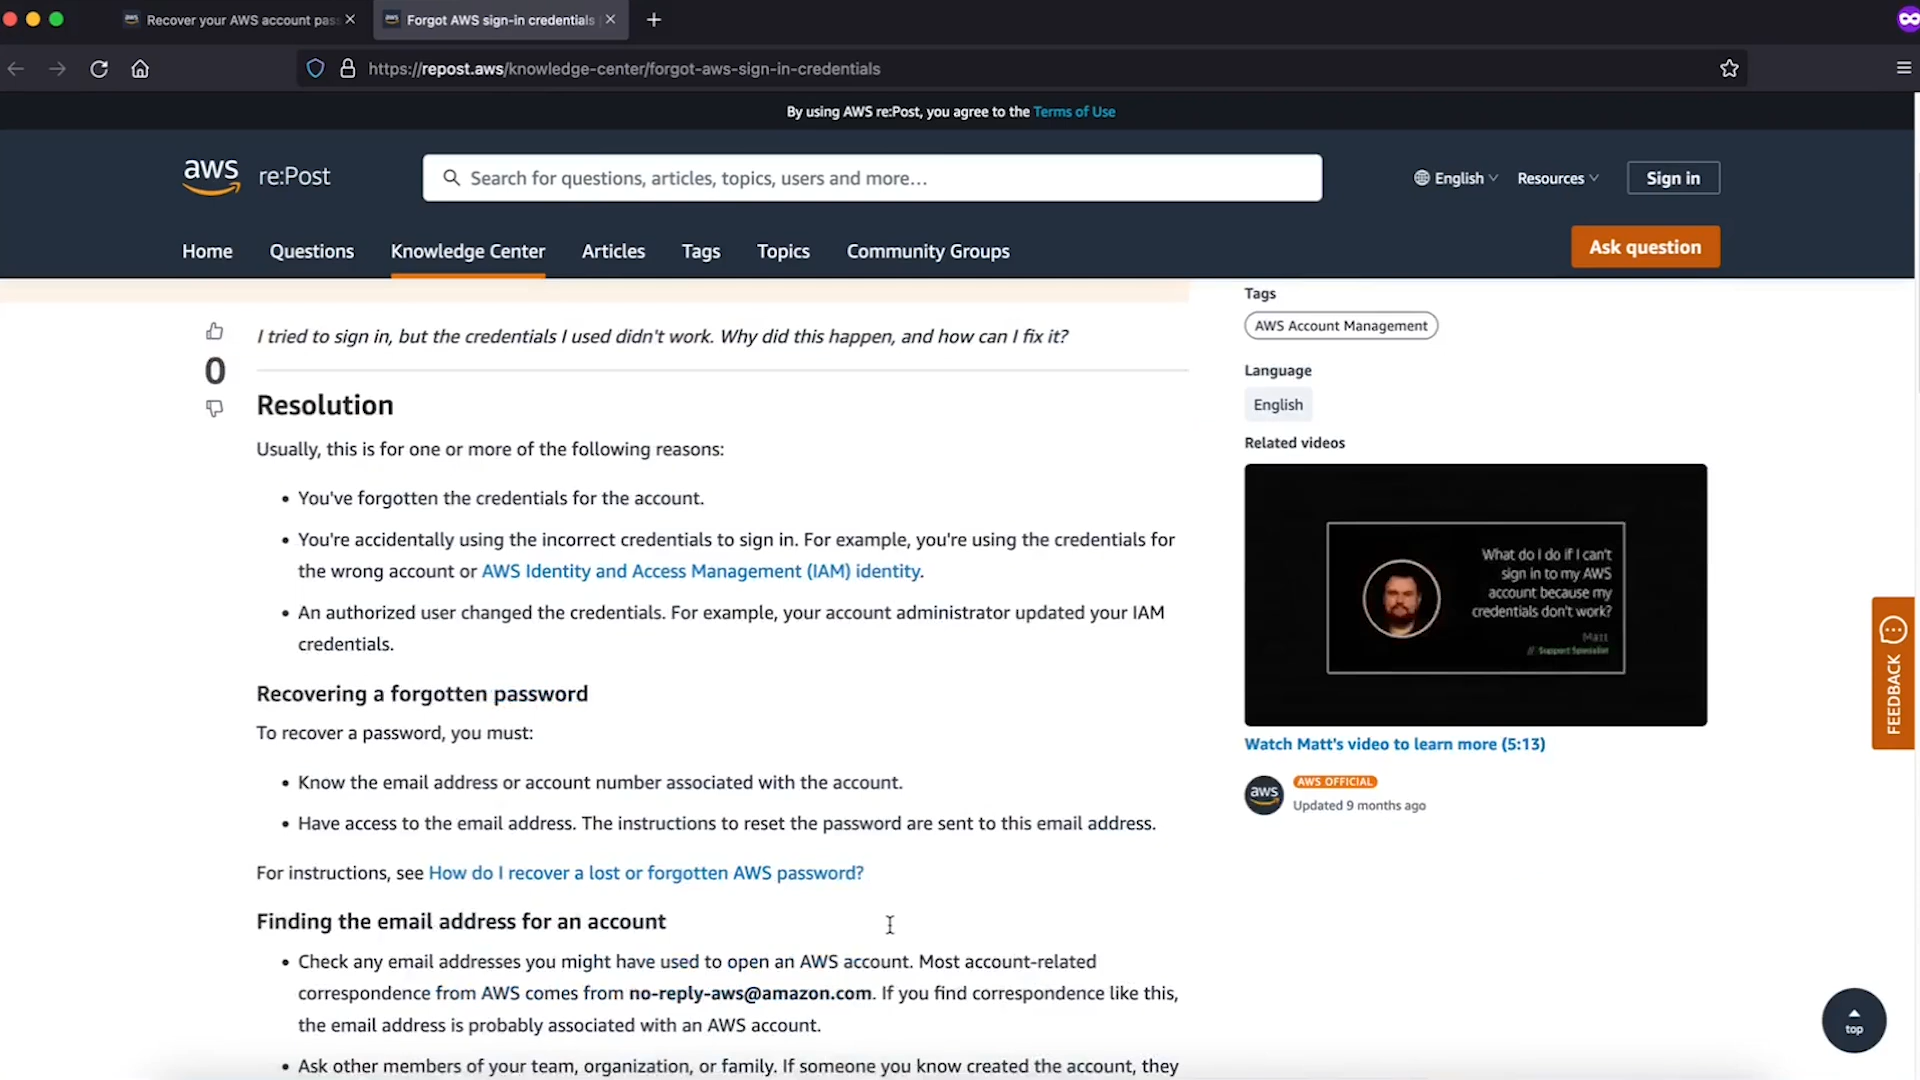 Recover your AWS account pas
Forgot AWS sign-in credentials
https://repost.aws/knowledge-center/forgot-aws-sign-in-credentials
By using AWS re:Post, you agree to the Terms of Use
aws re:Post
Search for questions, articles, topics, users and more...
English
Resources
Sign in
Home
Questions
Knowledge Center
Articles
Tags
Topics
Community Groups
Ask question
I tried to sign in, but the credentials I used didn't work. Why did this happen, and how can I fix it?
0
Resolution
Usually, this is for one or more of the following reasons:
• You've forgotten the credentials for the account.
• You're accidentally using the incorrect credentials to sign in. For example, you're using the credentials for
the wrong account or AWS Identity and Access Management (IAM) identity.
• An authorized user changed the credentials. For example, your account administrator updated your IAM
credentials.
Recovering a forgotten password
To recover a password, you must:
• Know the email address or account number associated with the account.
• Have access to the email address. The instructions to reset the password are sent to this email address.
For instructions, see How do I recover a lost or forgotten AWS password?
Finding the email address for an account
• Check any email addresses you might have used to open an AWS account. Most account-related
correspondence from AWS comes from no-reply-aws@amazon.com. If you find correspondence like this,
the email address is probably associated with an AWS account.
• Ask other members of your team, organization, or family. If someone you know created the account, they
Tags
AWS Account Management
Language
English
Related videos
What do I do if I can't
sign in to my AWS
account because my
credentials don't work?
Matt
// Support Specialist
Watch Matt's video to learn more (5:13)
aws
AWS OFFICIAL
Updated 9 months ago
FEEDBACK
top